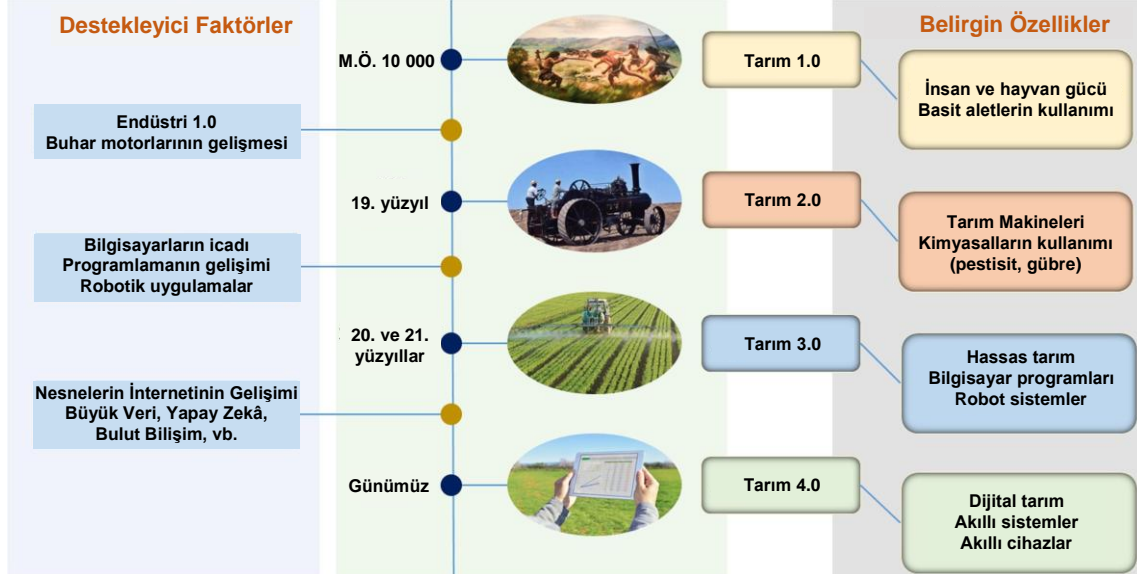 Destekleyici Faktörler
Belirgin Özellikler
M.Ö. 10 000
Tarım 1.0
İnsan ve hayvan gücü
Basit aletlerin kullanımı
Endüstri 1.0
Buhar motorlarının gelişmesi
19. yüzyıl
Tarım 2.0
Tarım Makineleri
Kimyasalların kullanımı
(pestisit, gübre)
Bilgisayarların icadı
Programlamanın gelişimi
Robotik uygulamalar
20. ve 21.
yüzyıllar
Tarım 3.0
Hassas tarım
Bilgisayar programları
Robot sistemler
Nesnelerin İnternetinin Gelişimi
Büyük Veri, Yapay Zekâ,
Bulut Bilişim, vb.
Günümüz
Tarım 4.0
Dijital tarım
Akıllı sistemler
Akıllı cihazlar